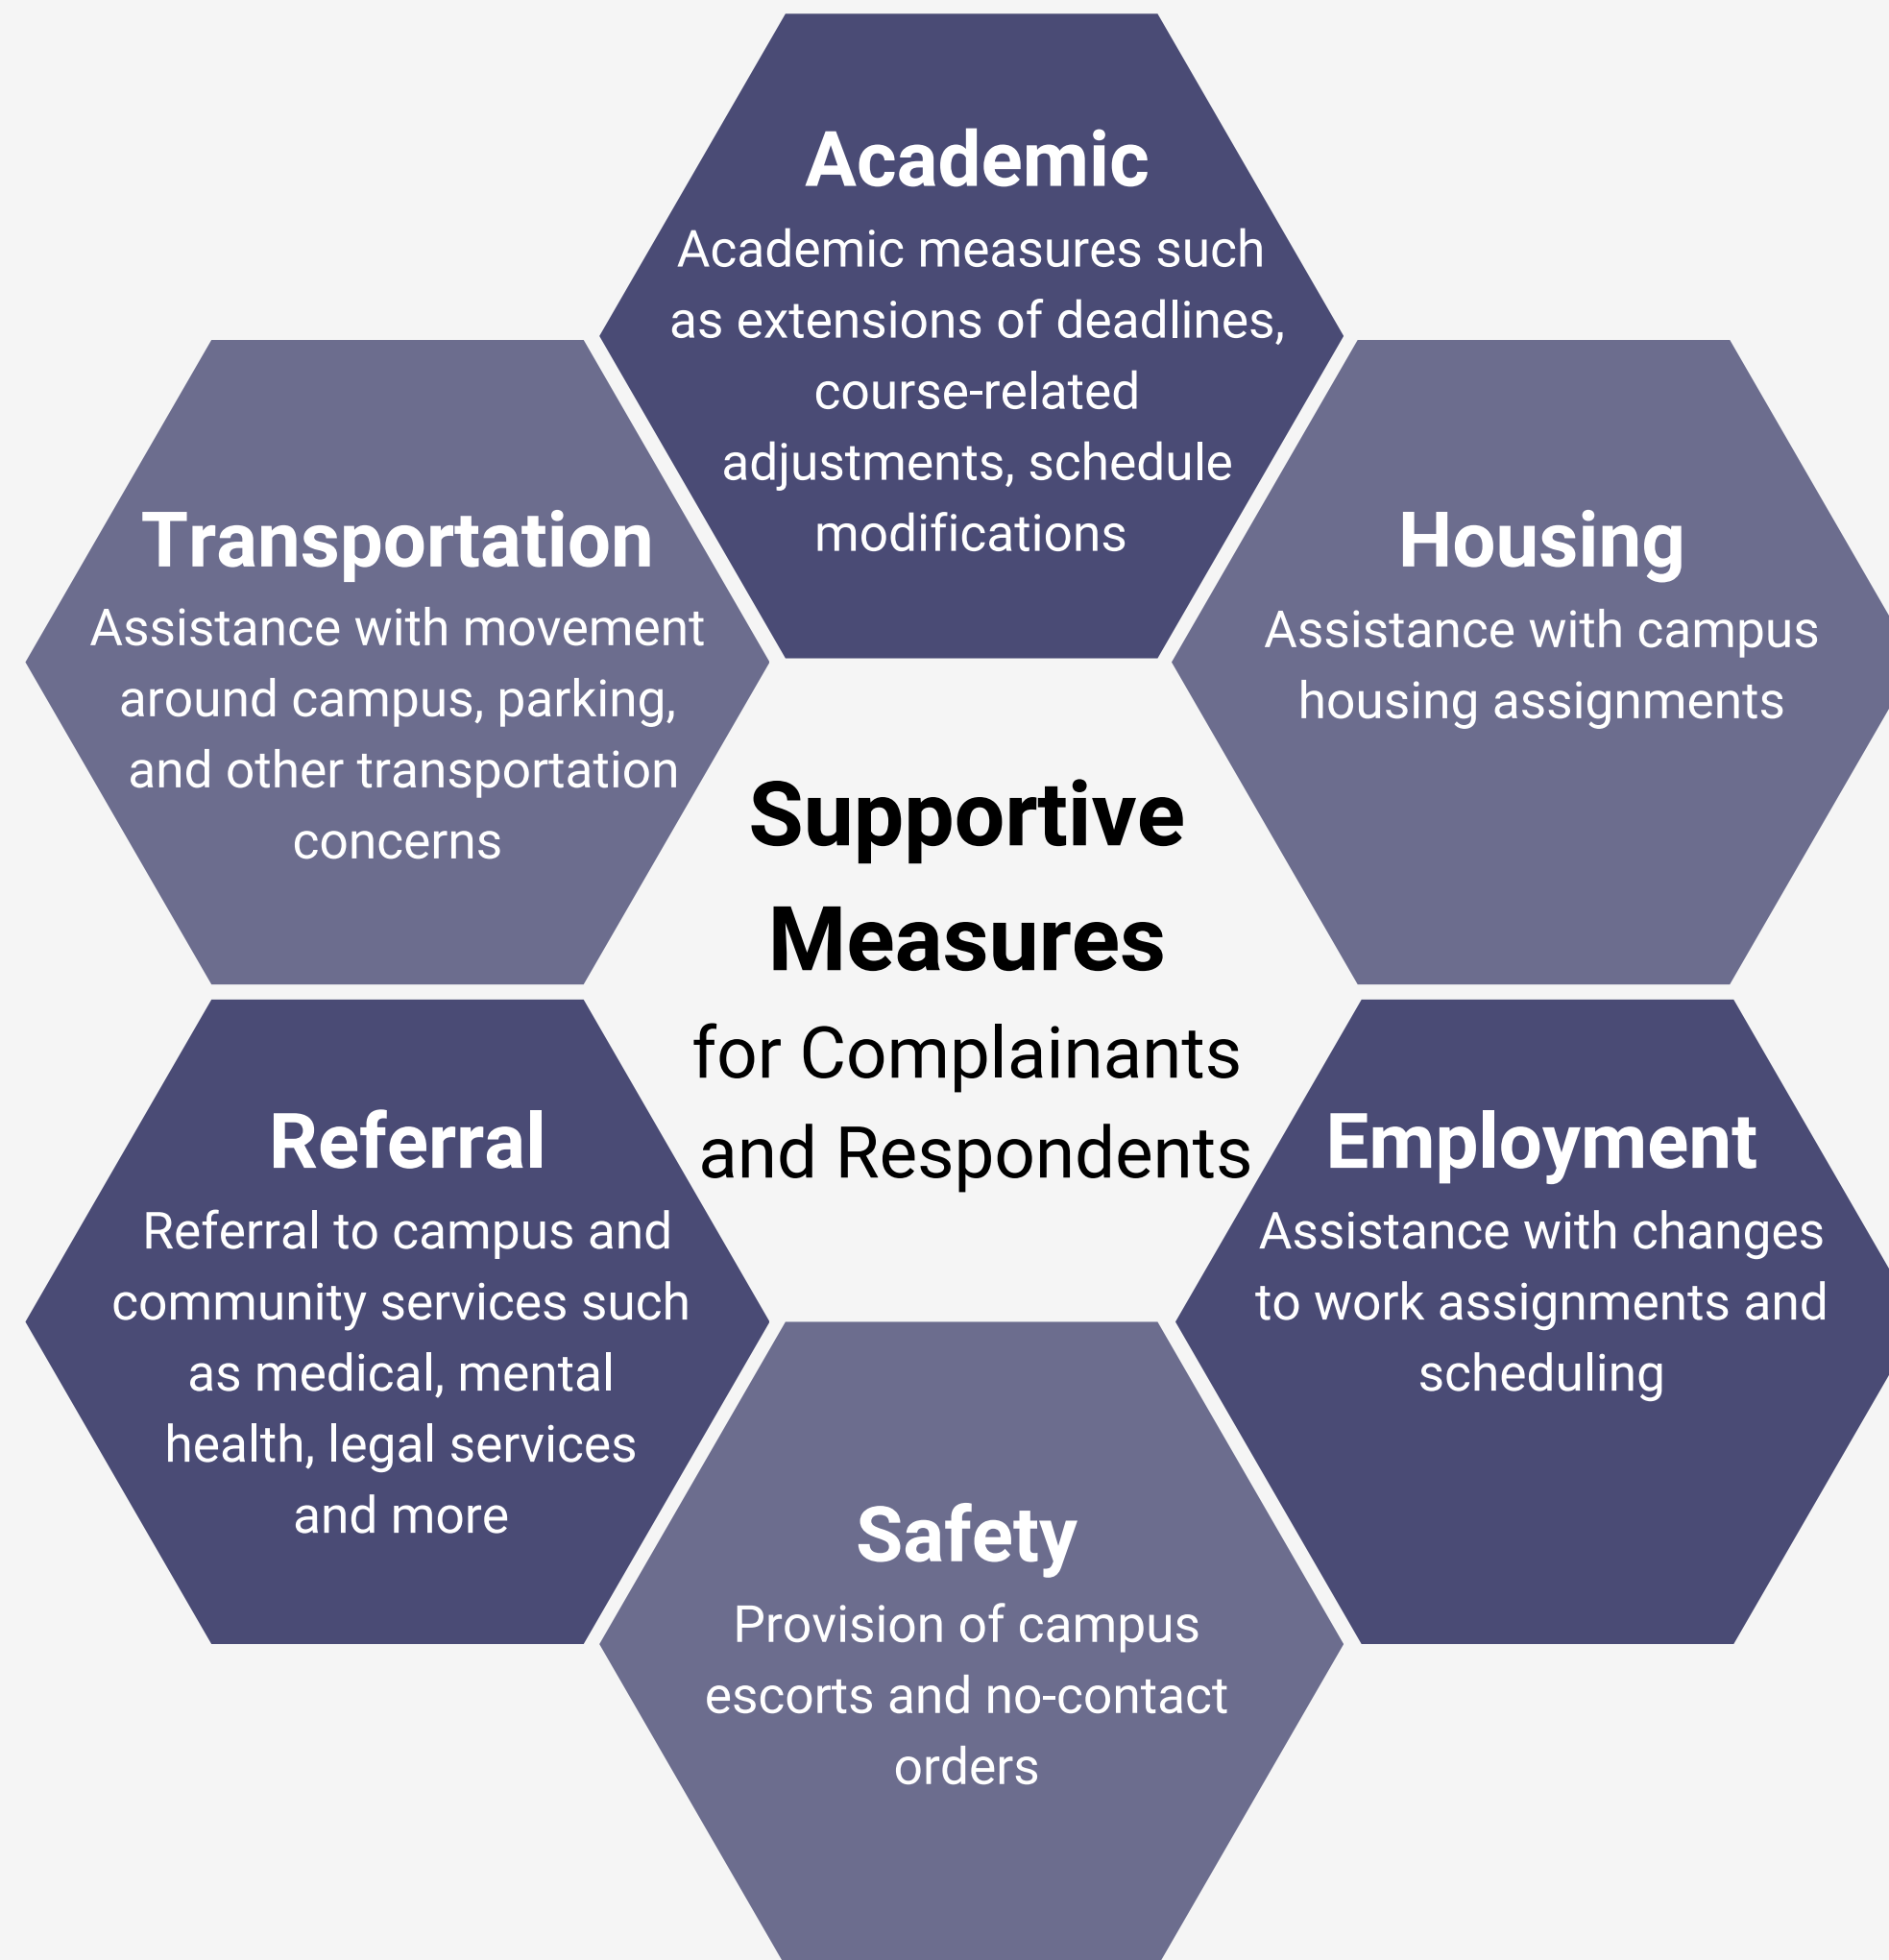 Academic
Academic measures such
as extensions of deadlines,
course-related
adjustments, schedule
modifications
Transportation
Assistance with movement
around campus, parking,
and other transportation
concerns
Housing
Assistance with campus
housing assignments
Supportive
Measures
for Complainants
and Respondents
Referral
Referral to campus and
community services such
as medical, mental
health, legal services
and more
Employment
Assistance with changes
to work assignments and
scheduling
Safety
Provision of campus
escorts and no-contact
orders